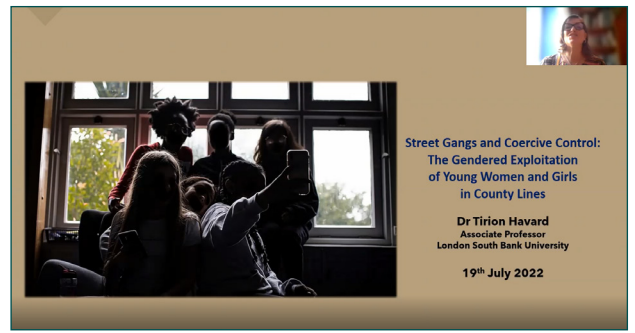 Street Gangs and Coercive Control:
The Gendered Exploitation
of Young Women and Girls
in County Lines
Dr Tirion Havard
Associate Professor
London South Bank University
19th July 2022